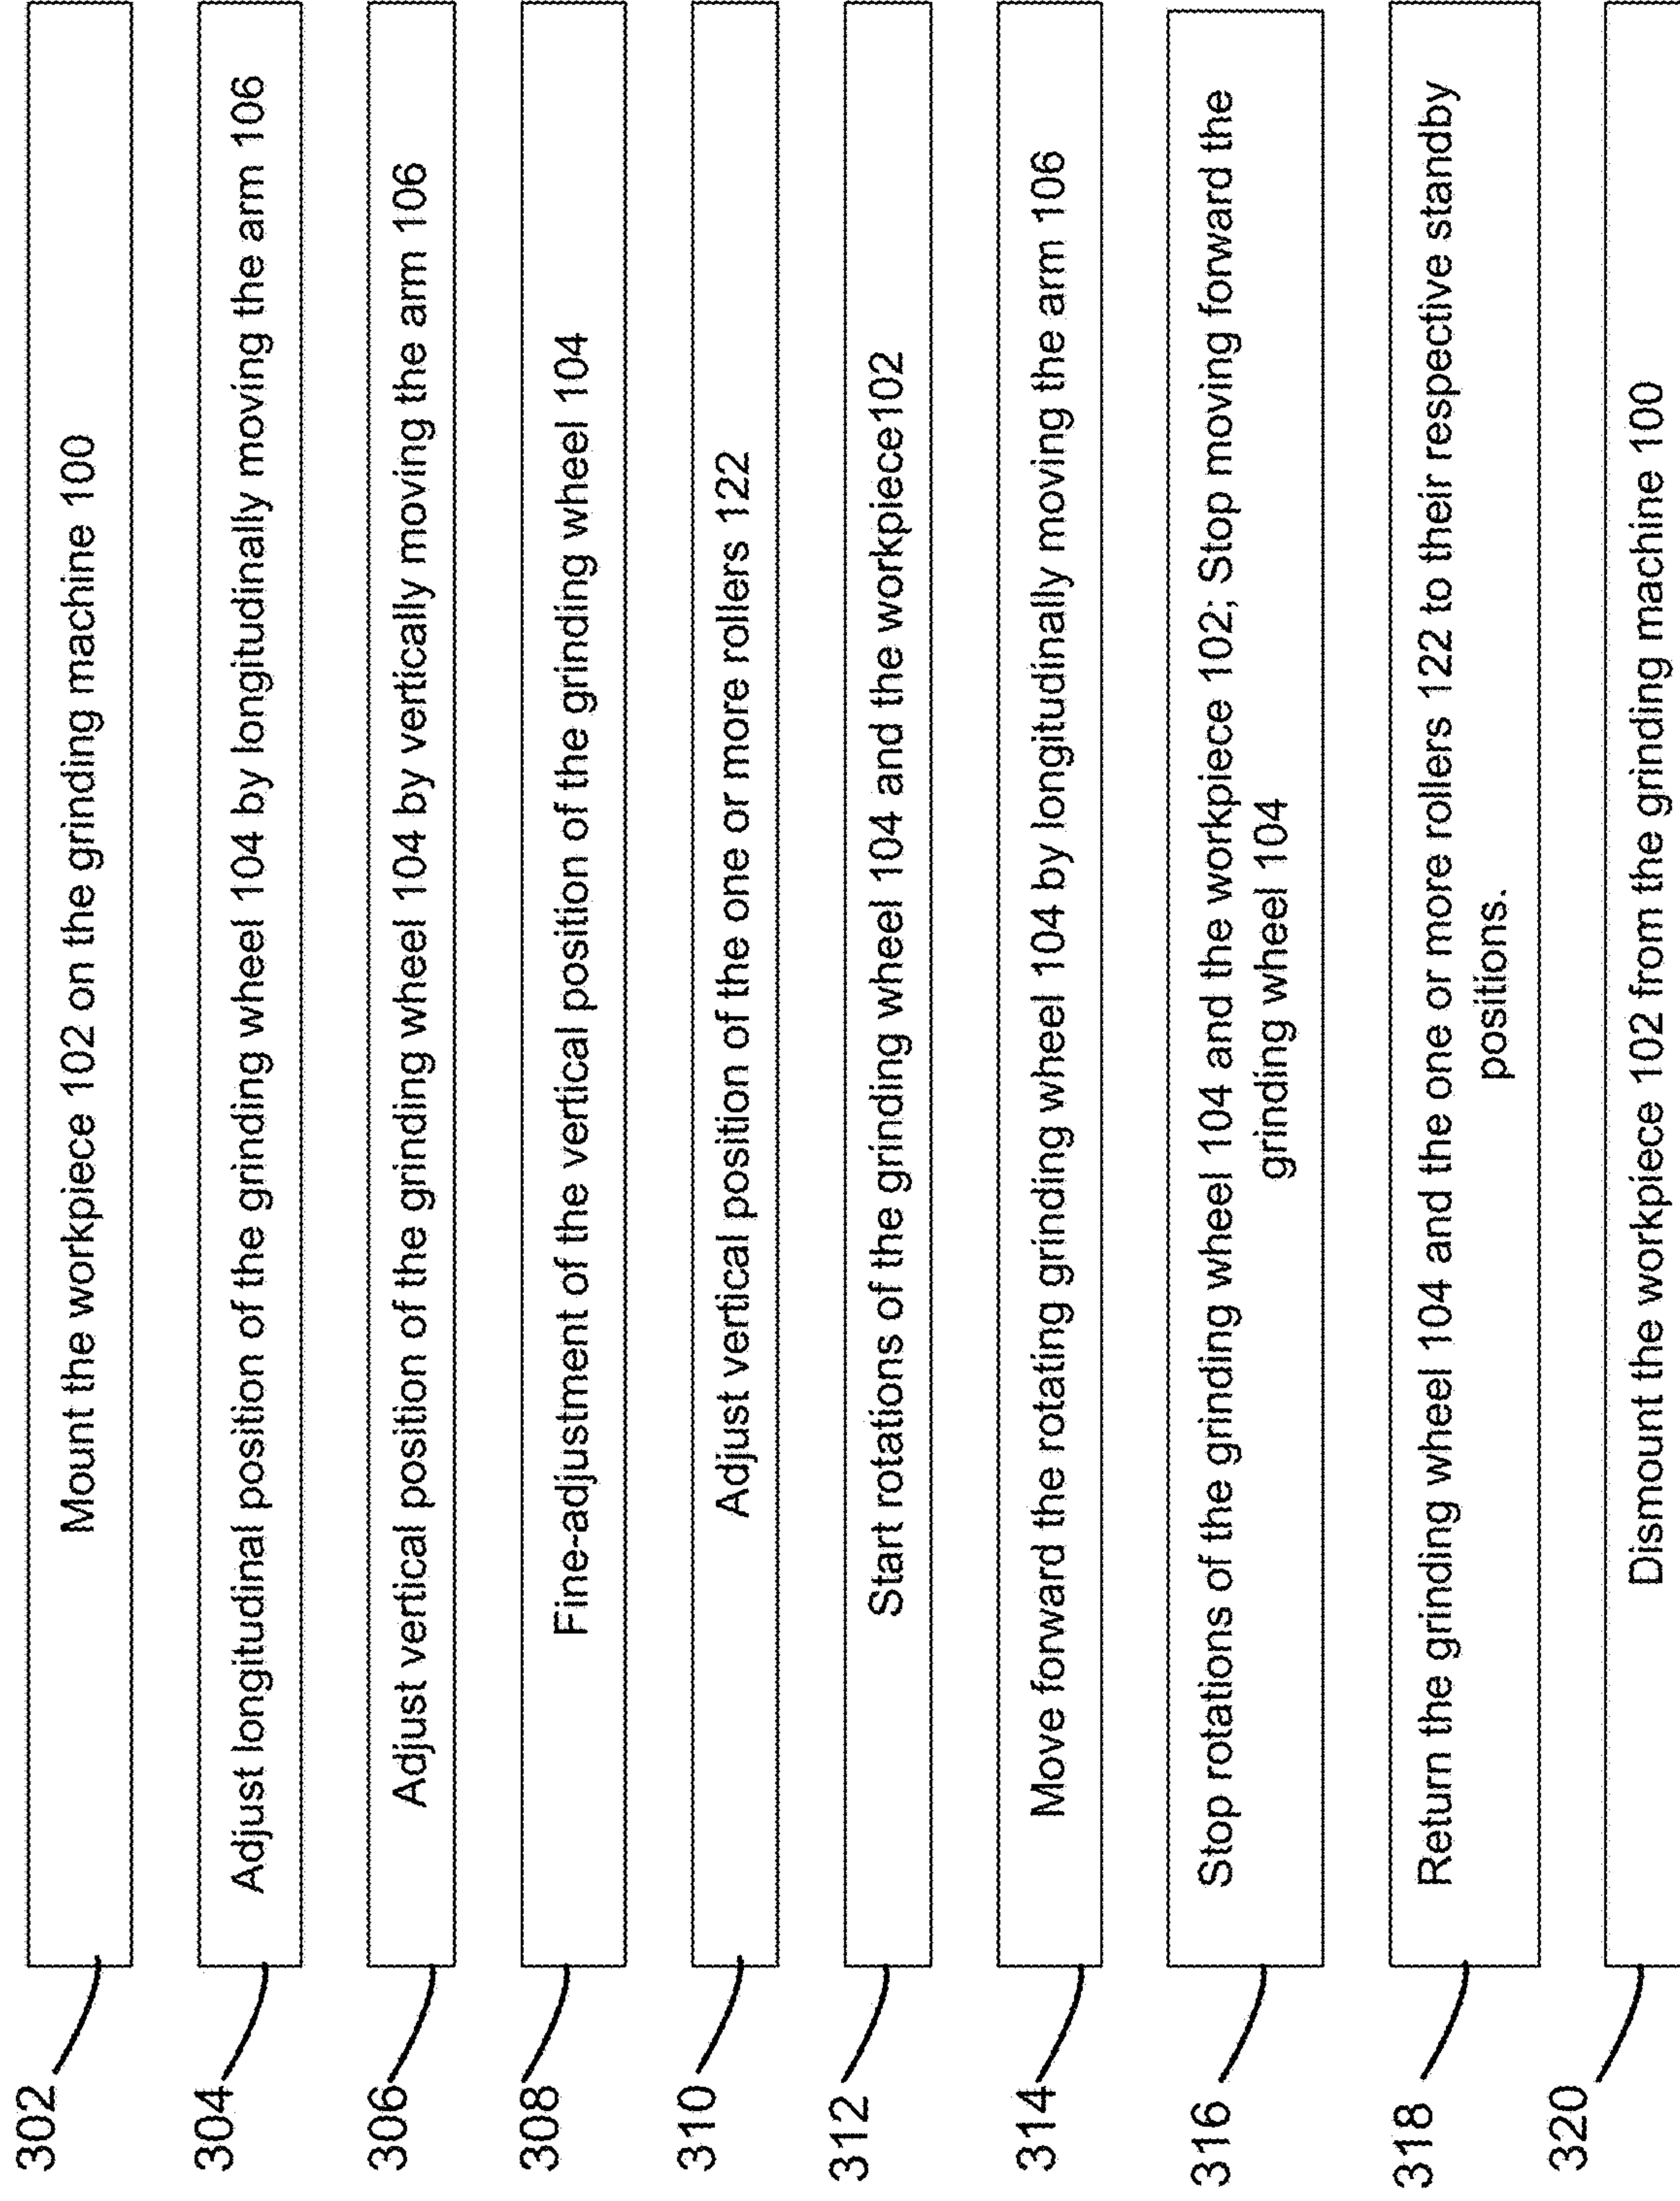 302
Mount the workpiece 102 on the grinding machine 100
304
Adjust longitudinal position of the grinding wheel 104 by longitudinally moving the arm 106
306
Adjust vertical position of the grinding wheel 104 by vertically moving the arm 106
308
Fine-adjustment of the vertical position of the grinding wheel 104
310
Adjust vertical position of the one or more rollers 122
312
Start rotations of the grinding wheel 104 and the workpiece102
314
Move forward the rotating grinding wheel 104 by longitudinally moving the arm 106
316
Stop rotations of the grinding wheel 104 and the workpiece 102; Stop moving forward the
grinding wheel 104
318
Return the grinding wheel 104 and the one or more rollers 122 to their respective standby
positions.
320
Dismount the workpiece 102 from the grinding machine 100